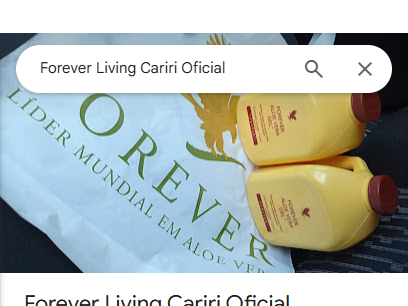 Forever Living Cariri Oficial
FOREVER
LÍDER MUNDIAL EM ALOE VER
FOREVER
ALOE VERA
GEL
FOREVER
ALOE VERA
GEL
Forever Living Cariri Oficial